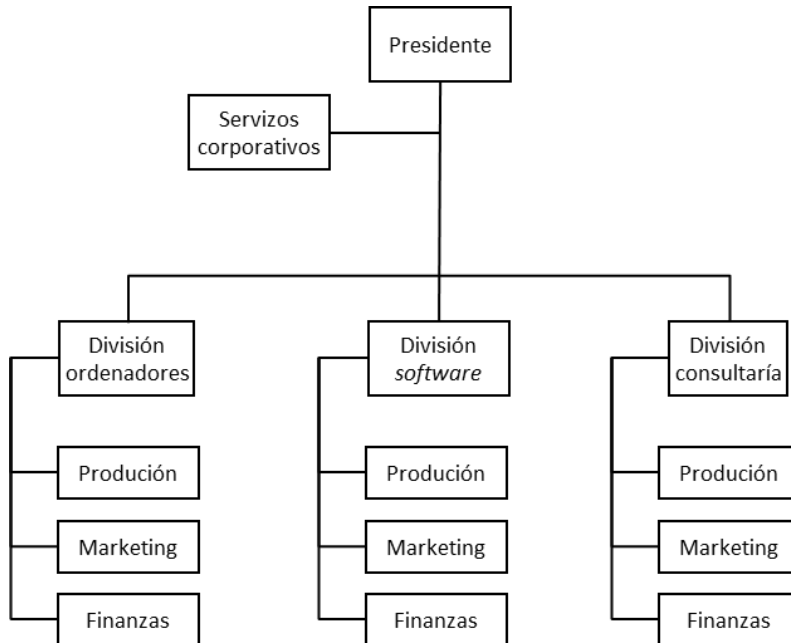 Presidente
Servizos
corporativos
División
ordenadores
División
software
División
consultaría
Produción
Produción
Produción
Marketing
Marketing
Marketing
Finanzas
Finanzas
Finanzas